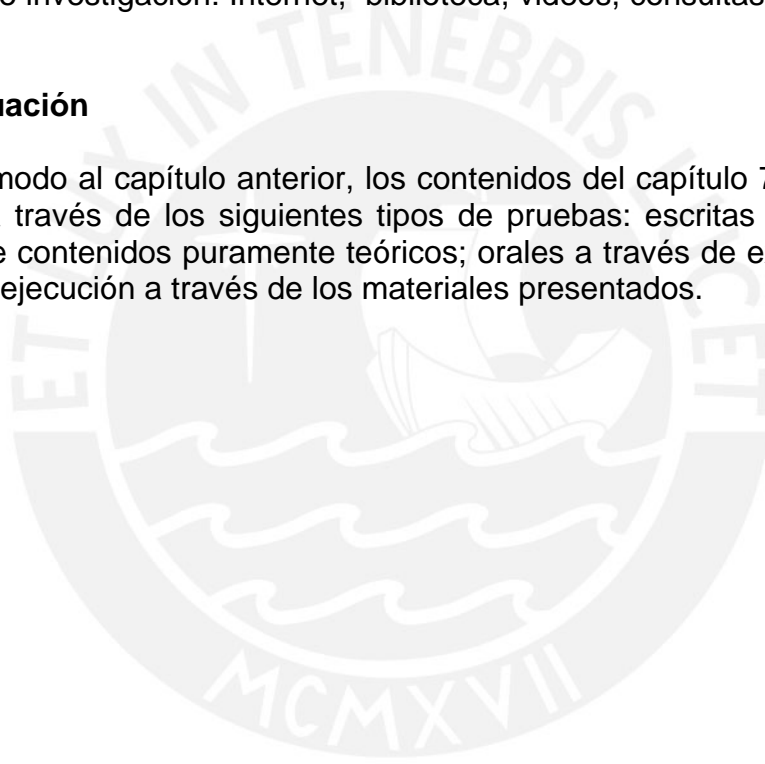 investigación: Internet, biblioteca, videos, consultas
modo al capítulo anterior, los contenidos del capítulo 7
través de los siguientes tipos de pruebas: escritas
contenidos puramente teóricos; orales a través de
ejecución a través de los materiales presentados.
ET LUX IN TENEBRIS LUCET
MCMXVII